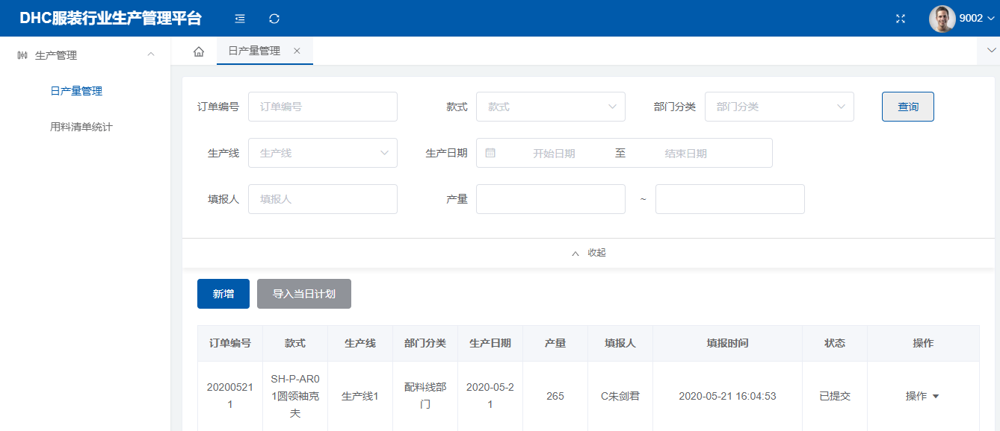 DHC服装行业生产管理平台
9002
生产管理
日产量管理
用料清单统计
日产量管理
订单编号 订单编号 款式 款式 部门分类 部门分类 查询
生产线 生产线 生产日期 开始日期 至 结束日期
填报人 填报人 产量 ~
收起
新增 导入当日计划
订单编号 款式 生产线 部门分类 生产日期 产量 填报人 填报时间 状态 操作
20200521
1
SH-P-AR0
1圆领袖克
夫
生产线1
配料线部
门
2020-05-2
1
265
C朱剑君
2020-05-21 16:04:53
已提交
操作